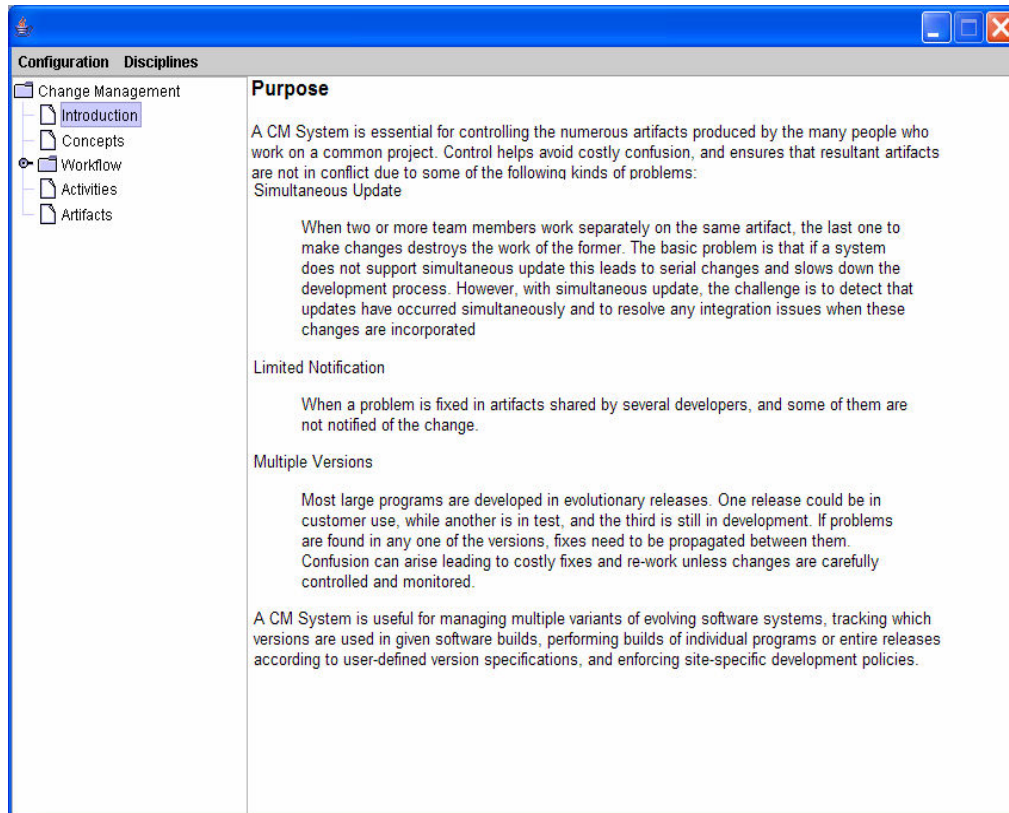 Configuration Disciplines
Change Management
Introduction
Concepts
Workflow
Activities
Artifacts
Purpose
A CM System is essential for controlling the numerous artifacts produced by the many people who
work on a common project. Control helps avoid costly confusion, and ensures that resultant artifacts
are not in conflict due to some of the following kinds of problems:
Simultaneous Update
When two or more team members work separately on the same artifact, the last one to
make changes destroys the work of the former. The basic problem is that if a system
does not support simultaneous update this leads to serial changes and slows down the
development process. However, with simultaneous update, the challenge is to detect that
updates have occurred simultaneously and to resolve any integration issues when these
changes are incorporated
Limited Notification
When a problem is fixed in artifacts shared by several developers, and some of them are
not notified of the change.
Multiple Versions
Most large programs are developed in evolutionary releases. One release could be in
customer use, while another is in test, and the third is still in development. If problems
are found in any one of the versions, fixes need to be propagated between them.
Confusion can arise leading to costly fixes and re-work unless changes are carefully
controlled and monitored.
A CM System is useful for managing multiple variants of evolving software systems, tracking which
versions are used in given software builds, performing builds of individual programs or entire releases
according to user-defined version specifications, and enforcing site-specific development policies.